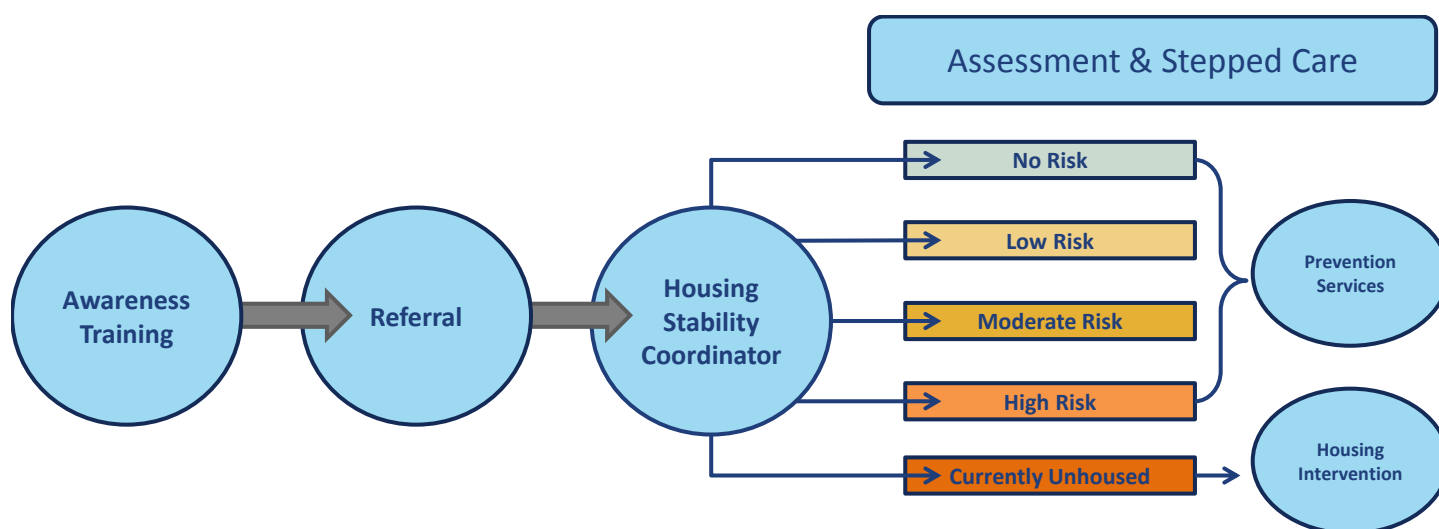 Assessment & Stepped Care
Awareness
Training
Referral
Housing
Stability
Coordinator
No Risk
Low Risk
Moderate Risk
High Risk
Currently Unhoused
Prevention
Services
Housing
Intervention